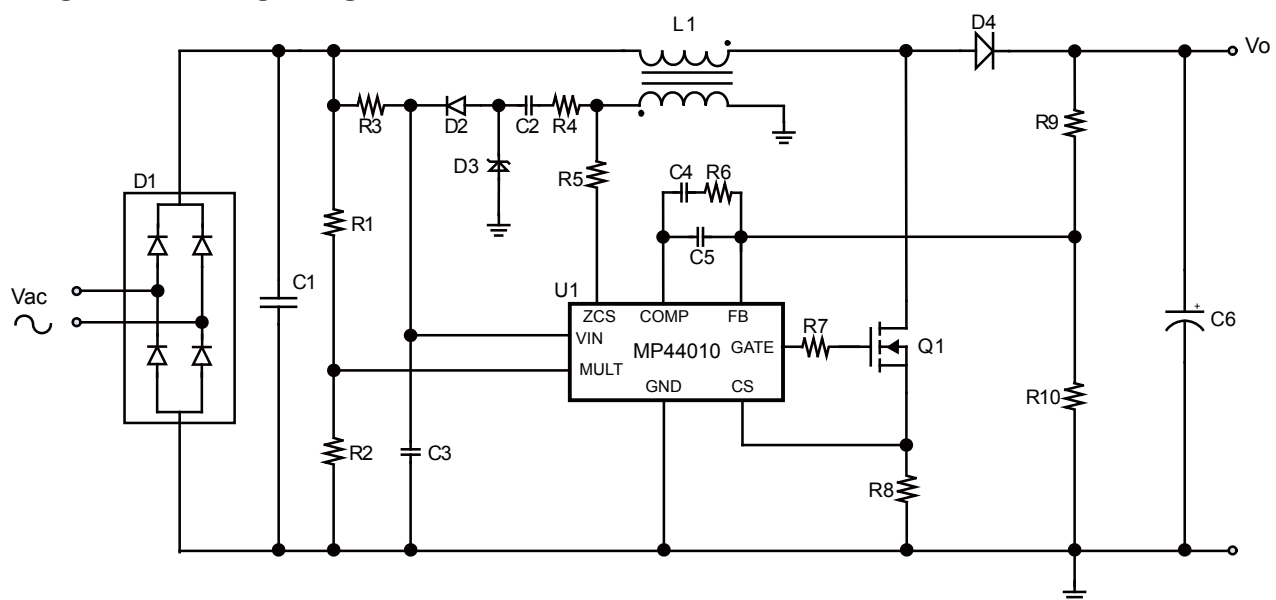 L1
D4
Vo
R3
D2
C2
R4
R9
D3
R5
C4
R6
D1
R1
C5
C1
U1
Vac
ZCS
COMP
FB
R7
C6
VIN
MP44010
GATE
Q1
MULT
GND
CS
R10
R2
C3
R8
+